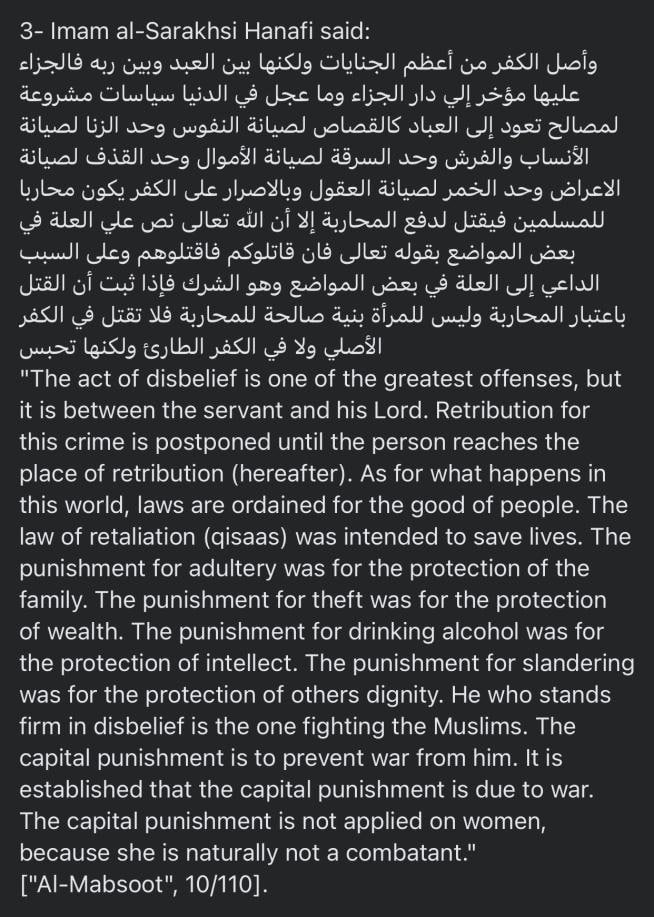 3- Imam al-Sarakhsi Hanafi said:
وأصل الكفر من أعظم الجنايات ولكنها بين العبد وبين ربه فالجزاء
عليها مؤخر إلي دار الجزاء وما عجل في الدنيا سياسات مشروعة
لمصالح تعود إلى العباد كالقصاص لصيانة النفوس وحد الزنا لصيانة
الأنساب والفرش وحد السرقة لصيانة الأموال وحد القذف لصيانة
الاعراض وحد الخمر لصيانة العقول وبالاصرار على الكفر يكون محاربا
للمسلمين فيقتل لدفع المحاربة إلا أن الله تعالى نص علي العلة في
بعض المواضع بقوله تعالى فان قاتلوكم فاقتلوهم وعلى السبب
الداعي إلى العلة في بعض المواضع وهو الشرك فإذا ثبت أن القتل
باعتبار المحاربة وليس للمرأة بنية صالحة للمحاربة فلا تقتل في الكفر
الأصلي ولا في الكفر الطارئ ولكنها تحبس
"The act of disbelief is one of the greatest offenses, but
it is between the servant and his Lord. Retribution for
this crime is postponed until the person reaches the
place of retribution (hereafter). As for what happens in
this world, laws are ordained for the good of people. The
law of retaliation (qisaas) was intended to save lives. The
punishment for adultery was for the protection of the
family. The punishment for theft was for the protection
of wealth. The punishment for drinking alcohol was for
the protection of intellect. The punishment for slandering
was for the protection of others dignity. He who stands
firm in disbelief is the one fighting the Muslims. The
capital punishment is to prevent war from him. It is
established that the capital punishment is due to war.
The capital punishment is not applied on women,
because she is naturally not a combatant."
["Al-Mabsoot", 10/110].